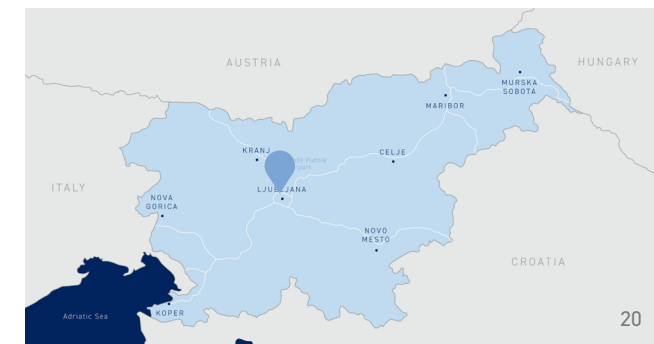 AUSTRIA
HUNGARY
MURSKA
SOBOTA
MARIBOR
KRANJ
CELJE
LJUBLJANA
ITALY
NOVA
GORICA
NOVO
MESTO
CROATIA
KOPER
Adriatic Sea
20